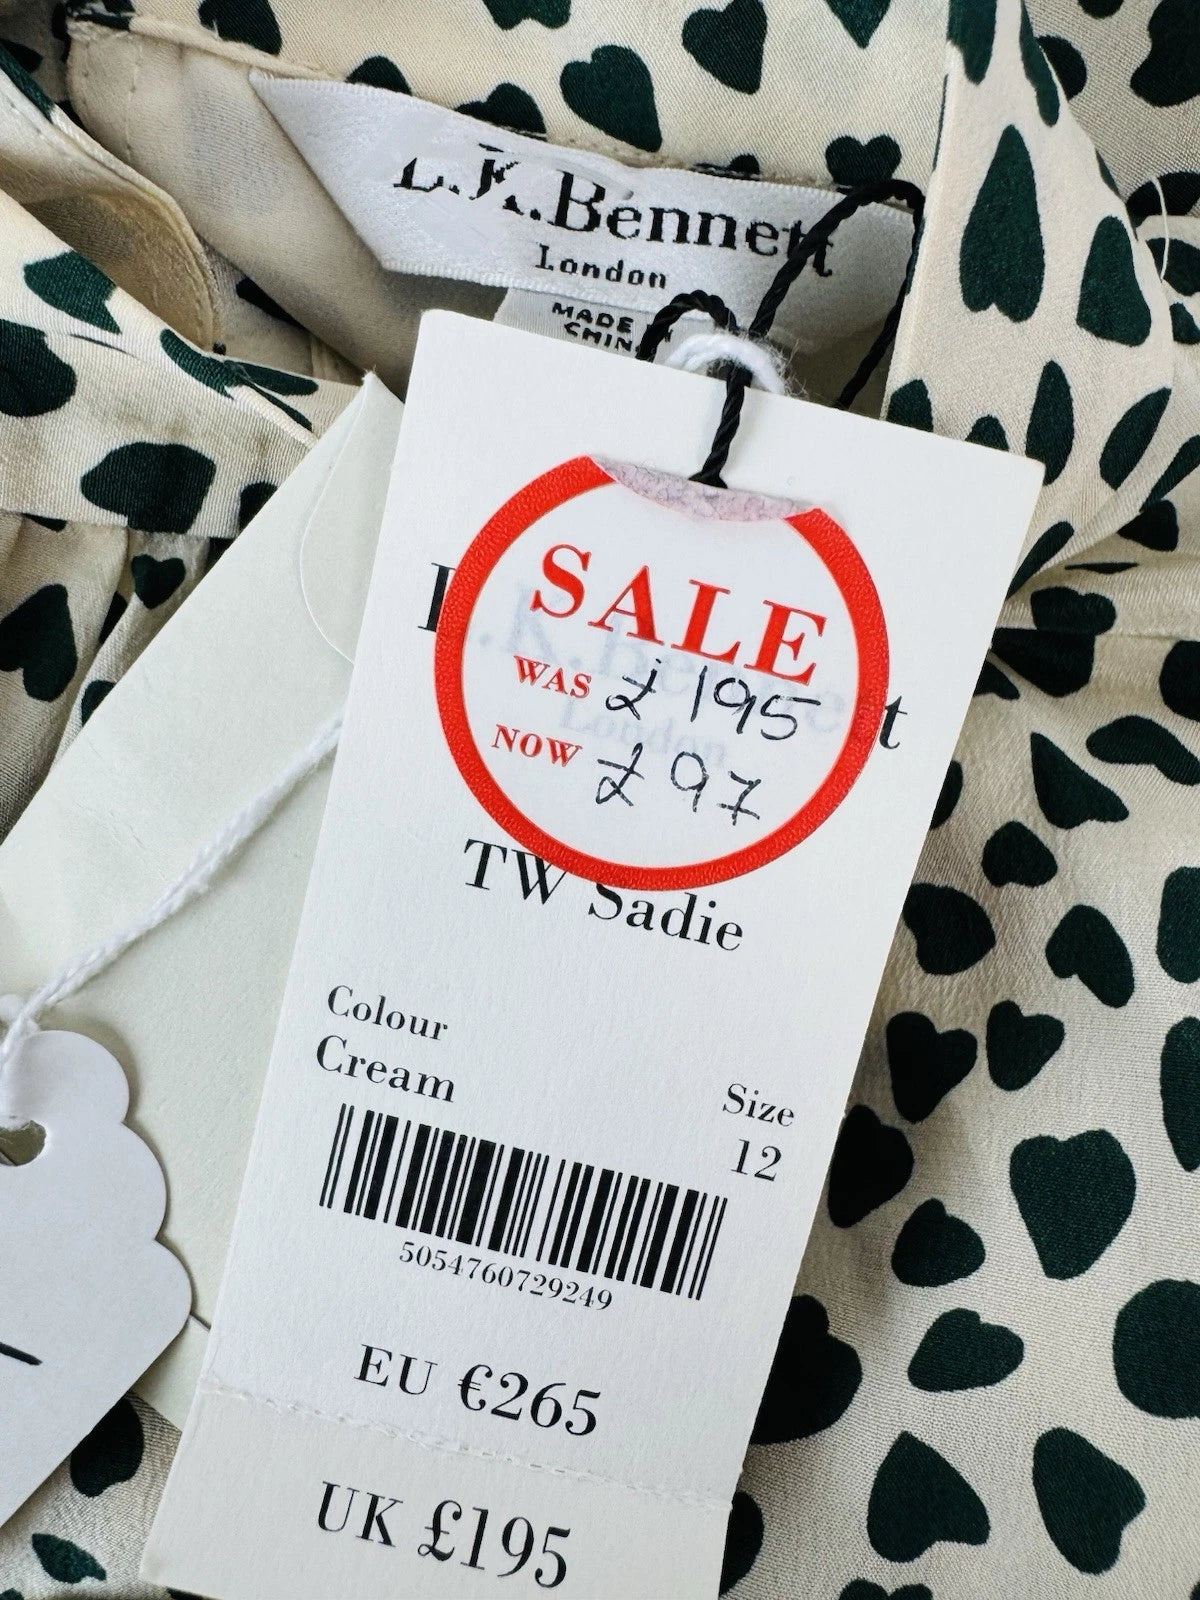 L.K.Bennett
London
MADE IN
CHINA
SALE
WAS £195
NOW £97
TW Sadie
Colour
Cream
Size
12
5054760729249
EU €265
UK £195